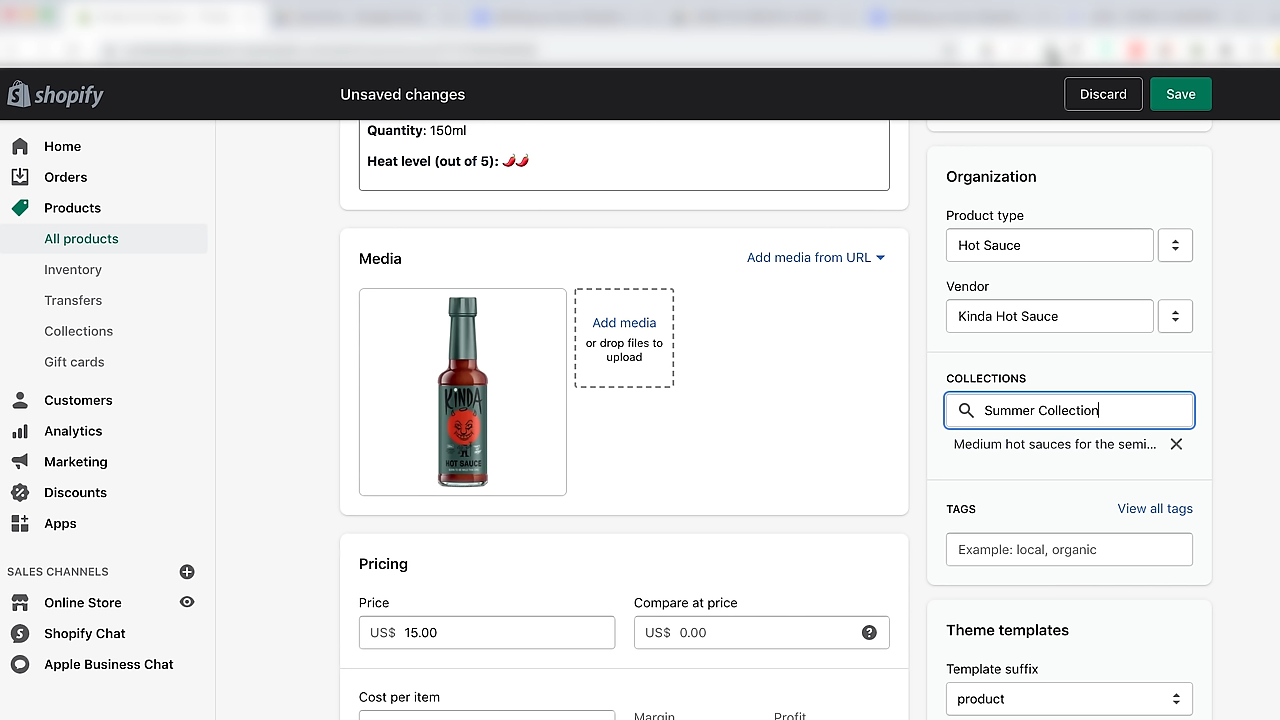 shopify
Unsaved changes
Discard
Save
Home
Orders
Products
All products
Inventory
Transfers
Collections
Gift cards
Customers
Analytics
Marketing
Discounts
Apps
SALES CHANNELS
Online Store
Shopify Chat
Apple Business Chat
Quantity: 150ml
Heat level (out of 5): 🌶️🌶️
Media
Add media from URL
KINDA
HOT SAUCE
Add media
or drop files to
upload
Pricing
Price
US$ 15.00
Compare at price
US$ 0.00
Cost per item
Margin
Profit
Organization
Product type
Hot Sauce
Vendor
Kinda Hot Sauce
COLLECTIONS
Summer Collection
Medium hot sauces for the semi...
TAGS
View all tags
Example: local, organic
Theme templates
Template suffix
product